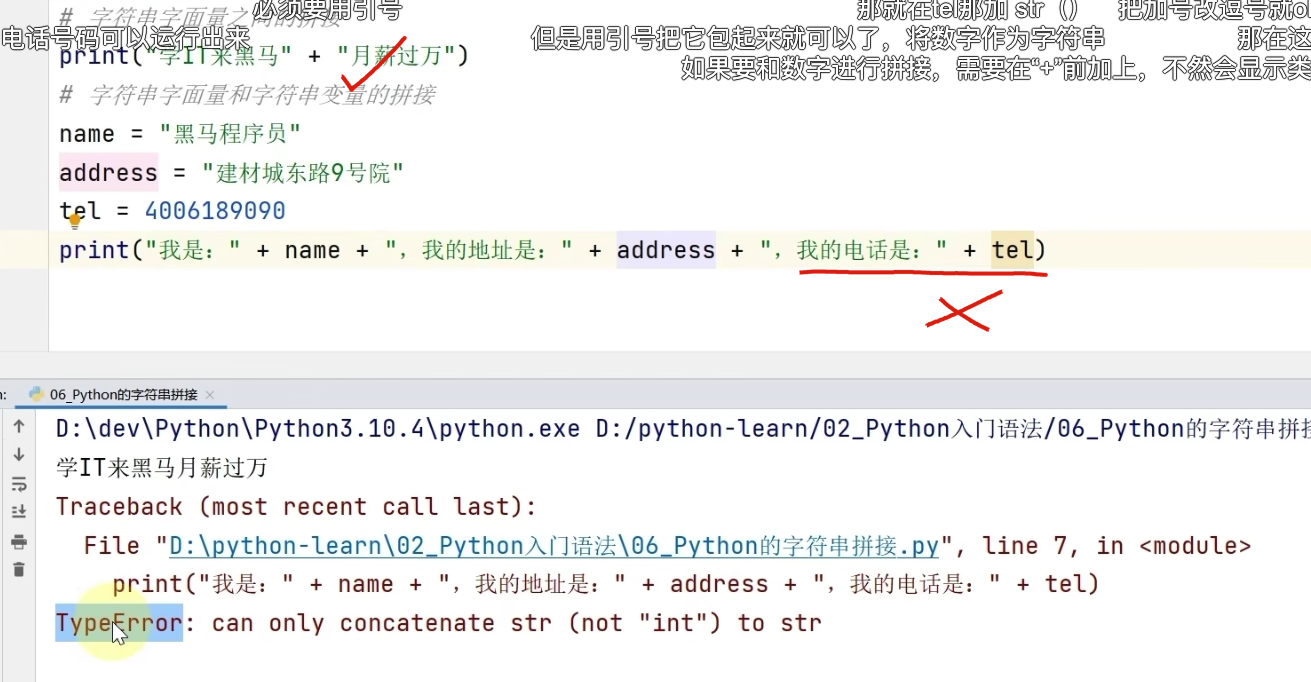 # 字符串字面量之间的拼接
必须要用引号
那就在tel那加 str（）
把加号改逗号就ok
电话号码可以运行出来
但是用引号把它包起来就可以了，将数字作为字符串
那在这
print("学IT来黑马" + "月薪过万")
如果要和数字进行拼接，需要在“+”前加上，不然会显示类
# 字符串字面量和字符串变量的拼接
name = "黑马程序员"
address = "建材城东路9号院"
tel = 4006189090
print("我是：" + name + "，我的地址是：" + address + "，我的电话是：" + tel)
06_Python的字符串拼接
D:\dev\Python\Python3.10.4\python.exe D:/python-learn/02_Python入门语法/06_Python的字符串拼接
学IT来黑马月薪过万
Traceback (most recent call last):
File "D:\python-learn\02_Python入门语法\06_Python的字符串拼接.py", line 7, in <module>
print("我是：" + name + "，我的地址是：" + address + "，我的电话是：" + tel)
TypeError: can only concatenate str (not "int") to str